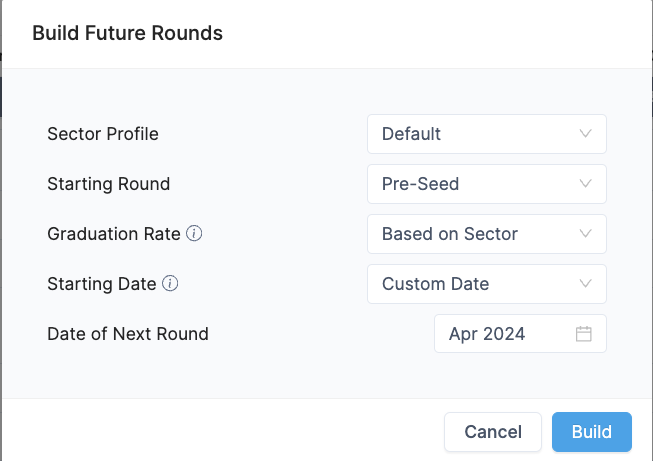 Build Future Rounds
Sector Profile Default
Starting Round Pre-Seed
Graduation Rate Based on Sector
Starting Date Custom Date
Date of Next Round Apr 2024
Cancel Build